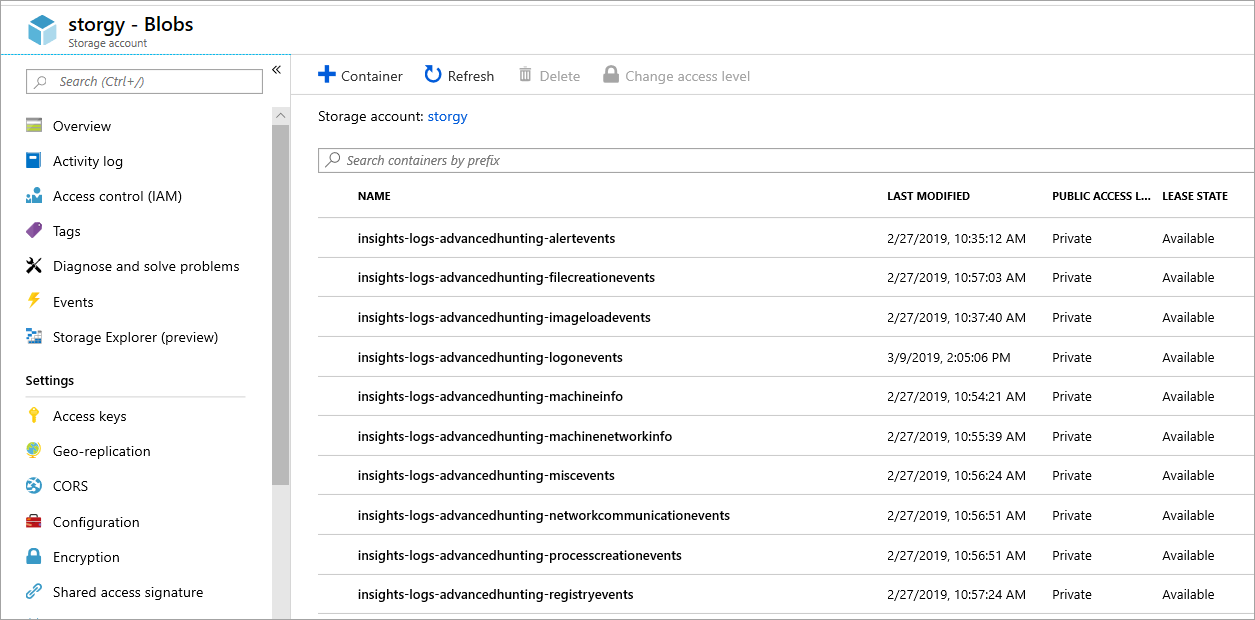 storgy - Blobs
Storage account
Search (Ctrl+/)
«
Overview
Activity log
Access control (IAM)
Tags
Diagnose and solve problems
Events
Storage Explorer (preview)
Settings
Access keys
Geo-replication
CORS
Configuration
Encryption
Shared access signature
Container Refresh Delete Change access level
Storage account: storgy
Search containers by prefix
NAME LAST MODIFIED PUBLIC ACCESS L... LEASE STATE
insights-logs-advancedhunting-alertevents 2/27/2019, 10:35:12 AM Private Available
insights-logs-advancedhunting-filecreationevents 2/27/2019, 10:57:03 AM Private Available
insights-logs-advancedhunting-imageloadevents 2/27/2019, 10:37:40 AM Private Available
insights-logs-advancedhunting-logonevents 3/9/2019, 2:05:06 PM Private Available
insights-logs-advancedhunting-machineinfo 2/27/2019, 10:54:21 AM Private Available
insights-logs-advancedhunting-machinenetworkinfo 2/27/2019, 10:55:39 AM Private Available
insights-logs-advancedhunting-miscevents 2/27/2019, 10:56:24 AM Private Available
insights-logs-advancedhunting-networkcommunicationevents 2/27/2019, 10:56:51 AM Private Available
insights-logs-advancedhunting-processcreationevents 2/27/2019, 10:56:51 AM Private Available
insights-logs-advancedhunting-registryevents 2/27/2019, 10:57:24 AM Private Available